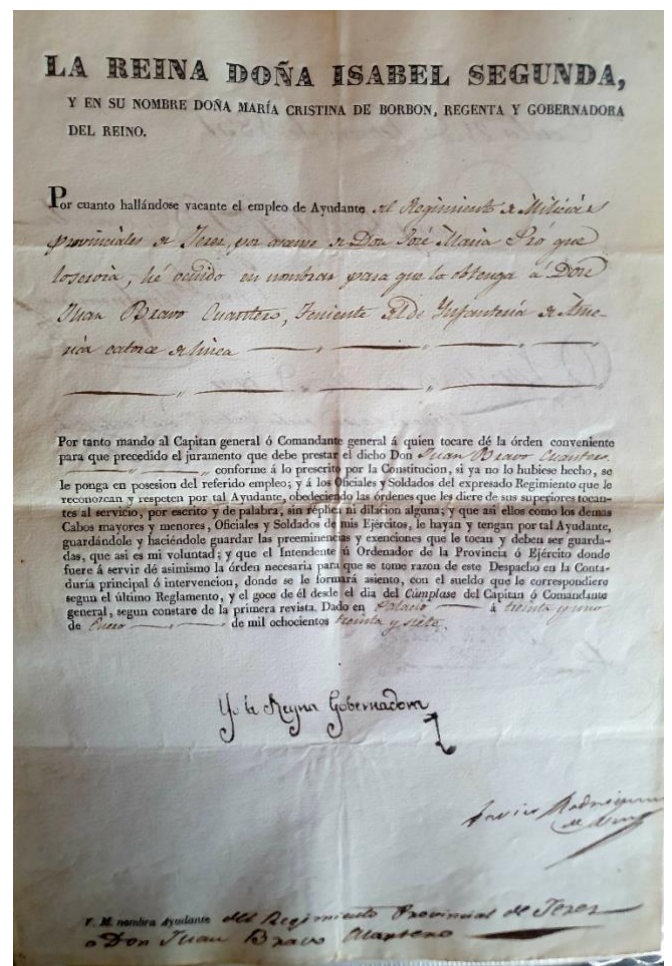 LA REINA DOÑA ISABEL SEGUNDA,
Y EN SU NOMBRE DOÑA MARÍA CRISTINA DE BORBON, REGENTA Y GOBERNADORA
DEL REINO.
Por cuanto hallándose vacante el empleo de Ayudante del Regimiento de Milicias
provinciales de Jerez, por ascenso de Don José Maria Pró que
lo servia, hé venido en nombrar para que lo obtenga á Don
Juan Bravo Cuartero, Teniente de Infantería de Ame-
rica catorce de linea
Por tanto mando al Capitan general ó Comandante general á quien tocare dé la órden conveniente
para que precedido el juramento que debe prestar el dicho Don Juan Bravo Cuartero
conforme á lo prescrito por la Constitucion, si ya no lo hubiese hecho, se
le ponga en posesion del referido empleo; y á los Oficiales y Soldados del expresado Regimiento que le
reconozcan y respeten por tal Ayudante, obedeciendo las órdenes que les diere de sus superiores tocan-
tes al servicio, por escrito y de palabra, sin réplica ni dilacion alguna; y que asi ellos como los demas
Cabos mayores y menores, Oficiales y Soldados de mis Ejércitos, le hayan y tengan por tal Ayudante,
guardándole y haciéndole guardar las preeminencias y exenciones que le tocan y deben ser guarda-
das, que asi es mi voluntad; y que el Intendente ú Ordenador de la Provincia ó Ejército donde
fuere á servir dé asimismo la órden necesaria para que se tome razon de este Despacho en la Conta-
duría principal ó intervencion, donde se le formará asiento, con el sueldo que le correspondiere
segun el último Reglamento, y el goce de él desde el dia del Cúmplase del Capitan ó Comandante
general, segun constare de la primera revista. Dado en Palacio á treinta y uno
de Enero de mil ochocientos treinta y siete.
Yo la Reyna Gobernadora
V. M. nombra Ayudante del Regimiento Provincial de Jerez
a Don Juan Bravo Cuartero